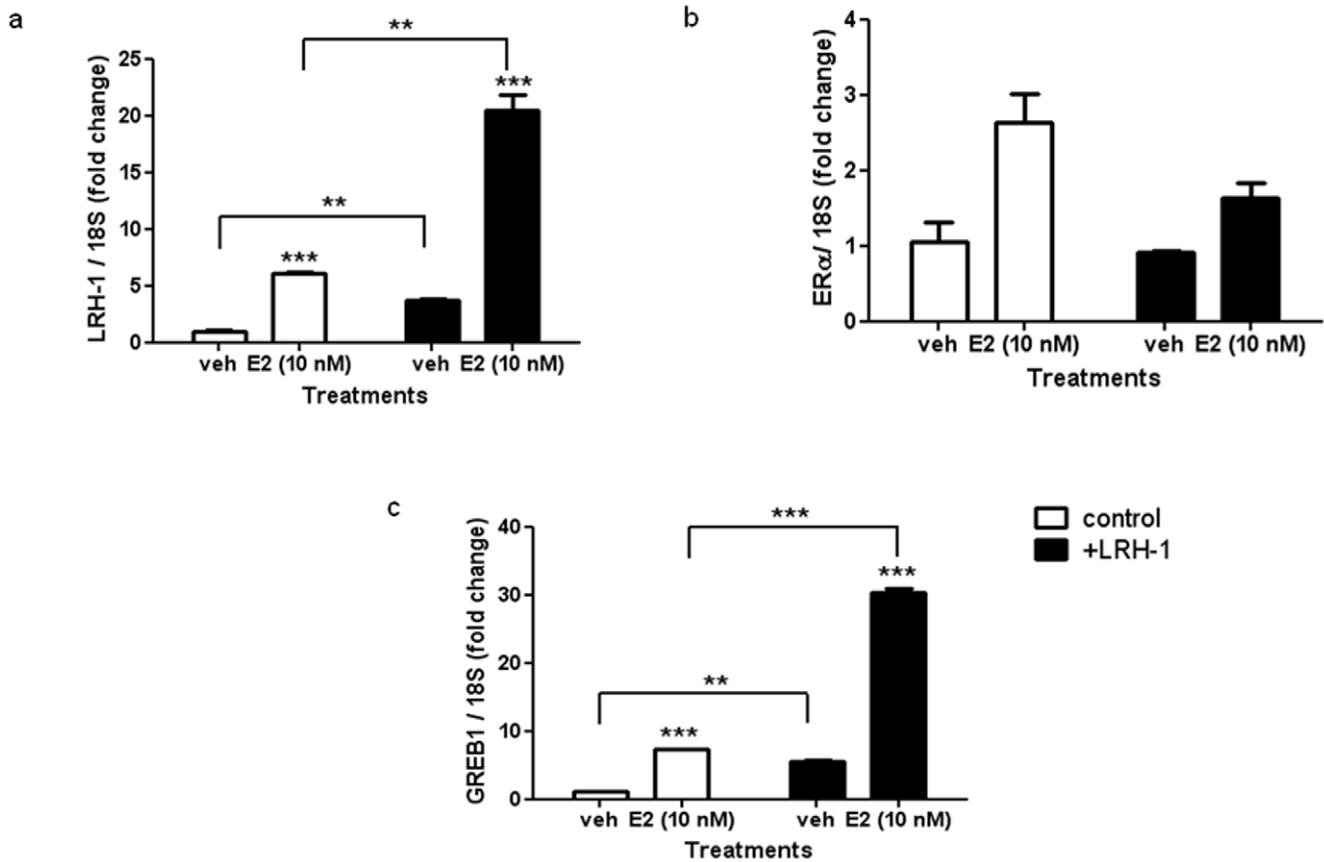 a
**
25
20
15
10
5
0
LRH-1 / 18S (fold change)
***
**
***
veh E2 (10 nM) veh E2 (10 nM)
Treatments
b
4
3
2
1
0
ERα/ 18S (fold change)
veh E2 (10 nM) veh E2 (10 nM)
Treatments
c
40
30
20
10
0
GREB1 / 18S (fold change)
***
***
**
***
veh E2 (10 nM) veh E2 (10 nM)
Treatments
control
+LRH-1